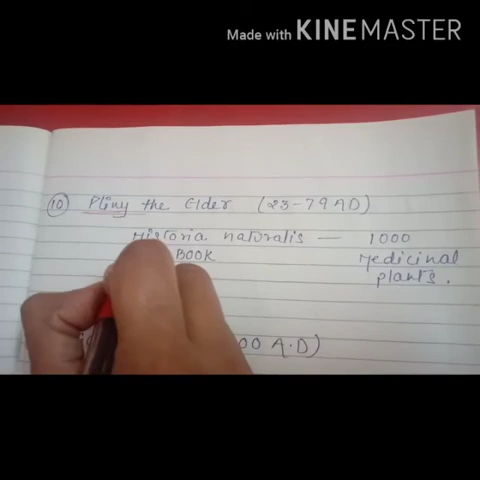 Made with KINEMASTER
10 Pliny the Elder (23-79 AD)
Historia naturalis — 1000
BOOK Medicinal
plants.
00 A.D)